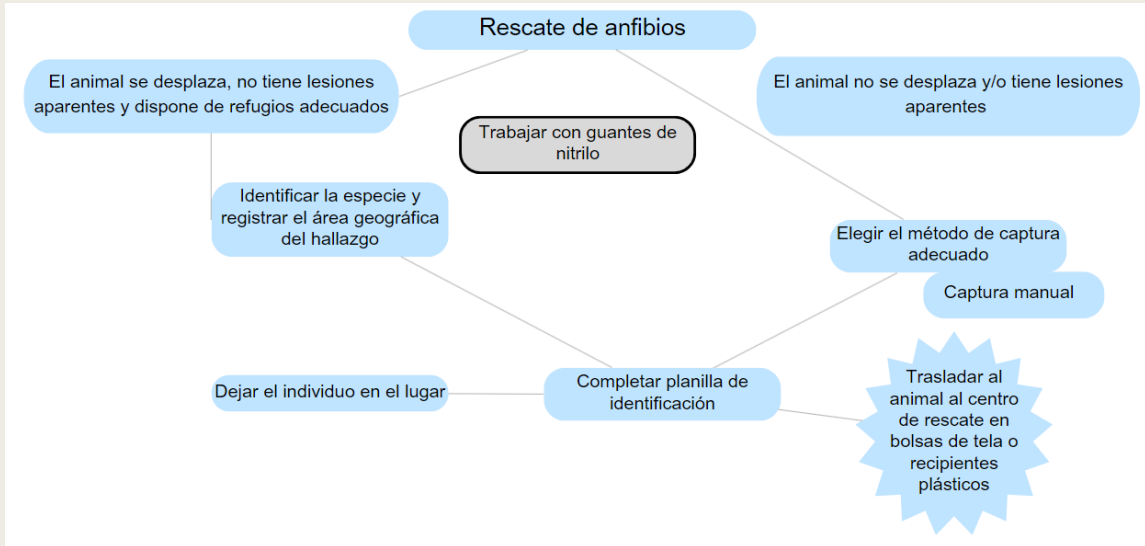 Rescate de anfibios
El animal se desplaza, no tiene lesiones
aparentes y dispone de refugios adecuados
El animal no se desplaza y/o tiene lesiones
aparentes
Trabajar con guantes de
nitrilo
Identificar la especie y
registrar el área geográfica
del hallazgo
Elegir el método de captura
adecuado
Captura manual
Dejar el individuo en el lugar
Completar planilla de
identificación
Trasladar al
animal al centro
de rescate en
bolsas de tela o
recipientes
plásticos